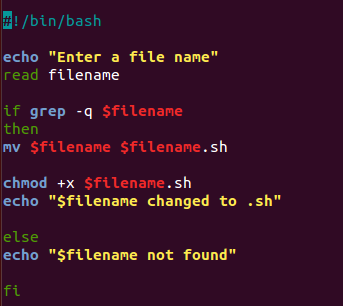 #!/bin/bash
echo "Enter a file name"
read filename
if grep -q $filename
then
mv $filename $filename.sh
chmod +x $filename.sh
echo "$filename changed to .sh"
else
echo "$filename not found"
fi